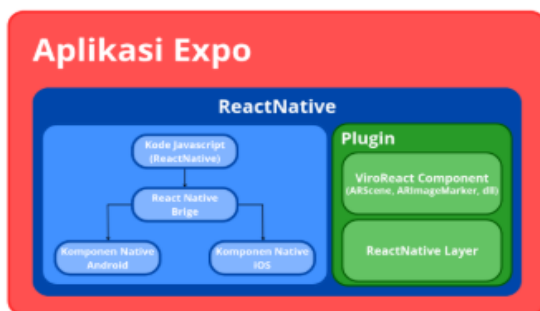 Aplikasi Expo
ReactNative
Kode Javascript
(ReactNative)
React Native
Brige
Komponen Native
Android
Komponen Native
iOS
Plugin
ViroReact Component
(ARScene, ARImageMarker, dll)
ReactNative Layer